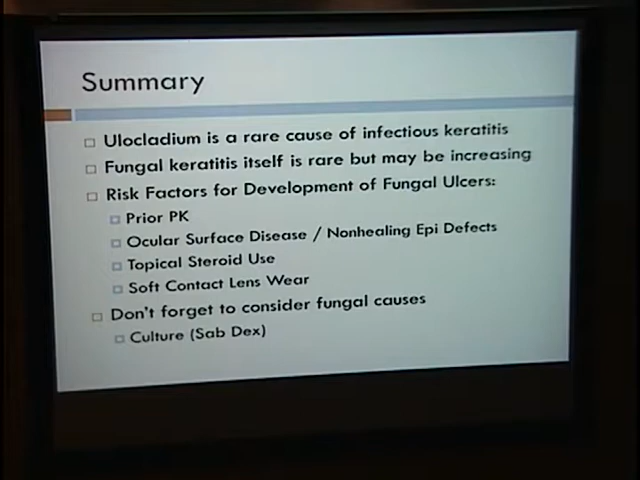 Summary
Ulocladium is a rare cause of infectious keratitis
Fungal keratitis itself is rare but may be increasing
Risk Factors for Development of Fungal Ulcers:
Prior PK
Ocular Surface Disease / Nonhealing Epi Defects
Topical Steroid Use
Soft Contact Lens Wear
Don't forget to consider fungal causes
Culture (Sab Dex)